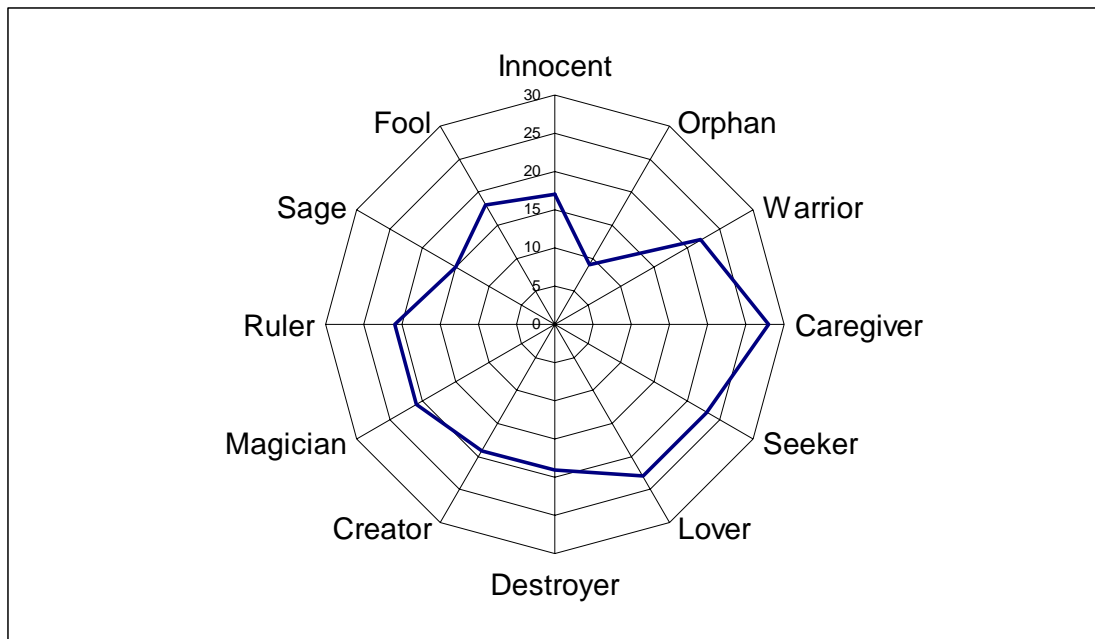 Innocent
30
Fool
Orphan
25
20
Sage
Warrior
15
10
5
Ruler
0
Caregiver
Magician
Seeker
Creator
Lover
Destroyer